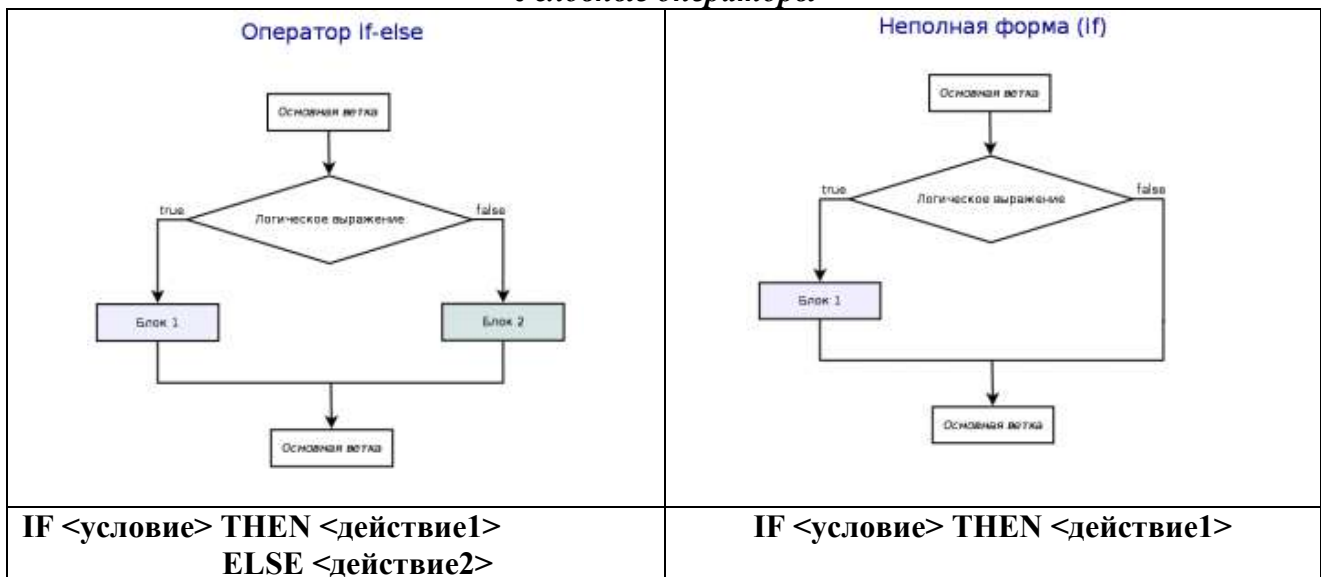 Оператор if-else
Основная ветка
true
Логическое выражение
false
Блок 1
Блок 2
Основная ветка
IF <условие> THEN <действие1>
ELSE <действие2>
Неполная форма (if)
Основная ветка
true
Логическое выражение
false
Блок 1
Основная ветка
IF <условие> THEN <действие1>